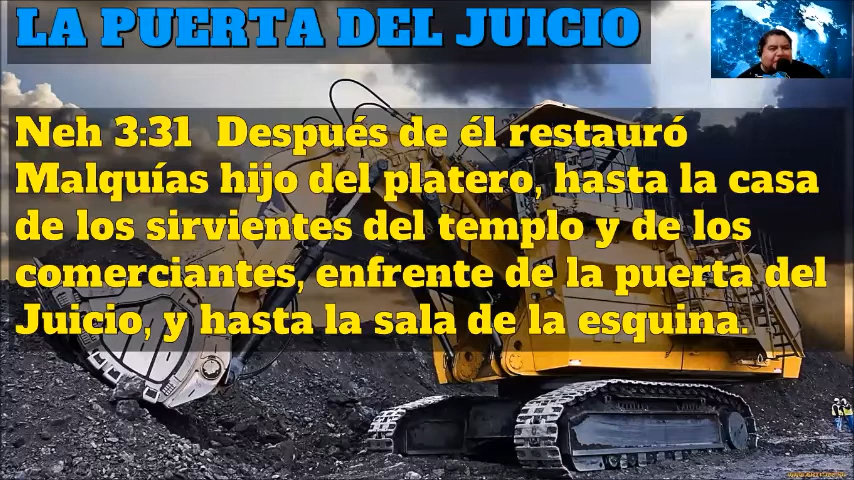 LA PUERTA DEL JUICIO
Neh 3:31 Después de él restauró
Malquías hijo del platero, hasta la casa
de los sirvientes del templo y de los
comerciantes, enfrente de la puerta del
Juicio, y hasta la sala de la esquina.